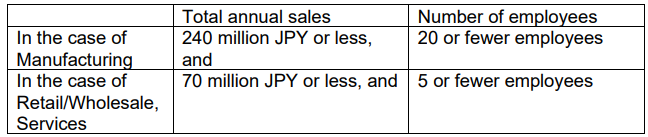 Total annual sales Number of employees
In the case of 240 million JPY or less, 20 or fewer employees
Manufacturing and
In the case of 70 million JPY or less, and 5 or fewer employees
Retail/Wholesale,
Services